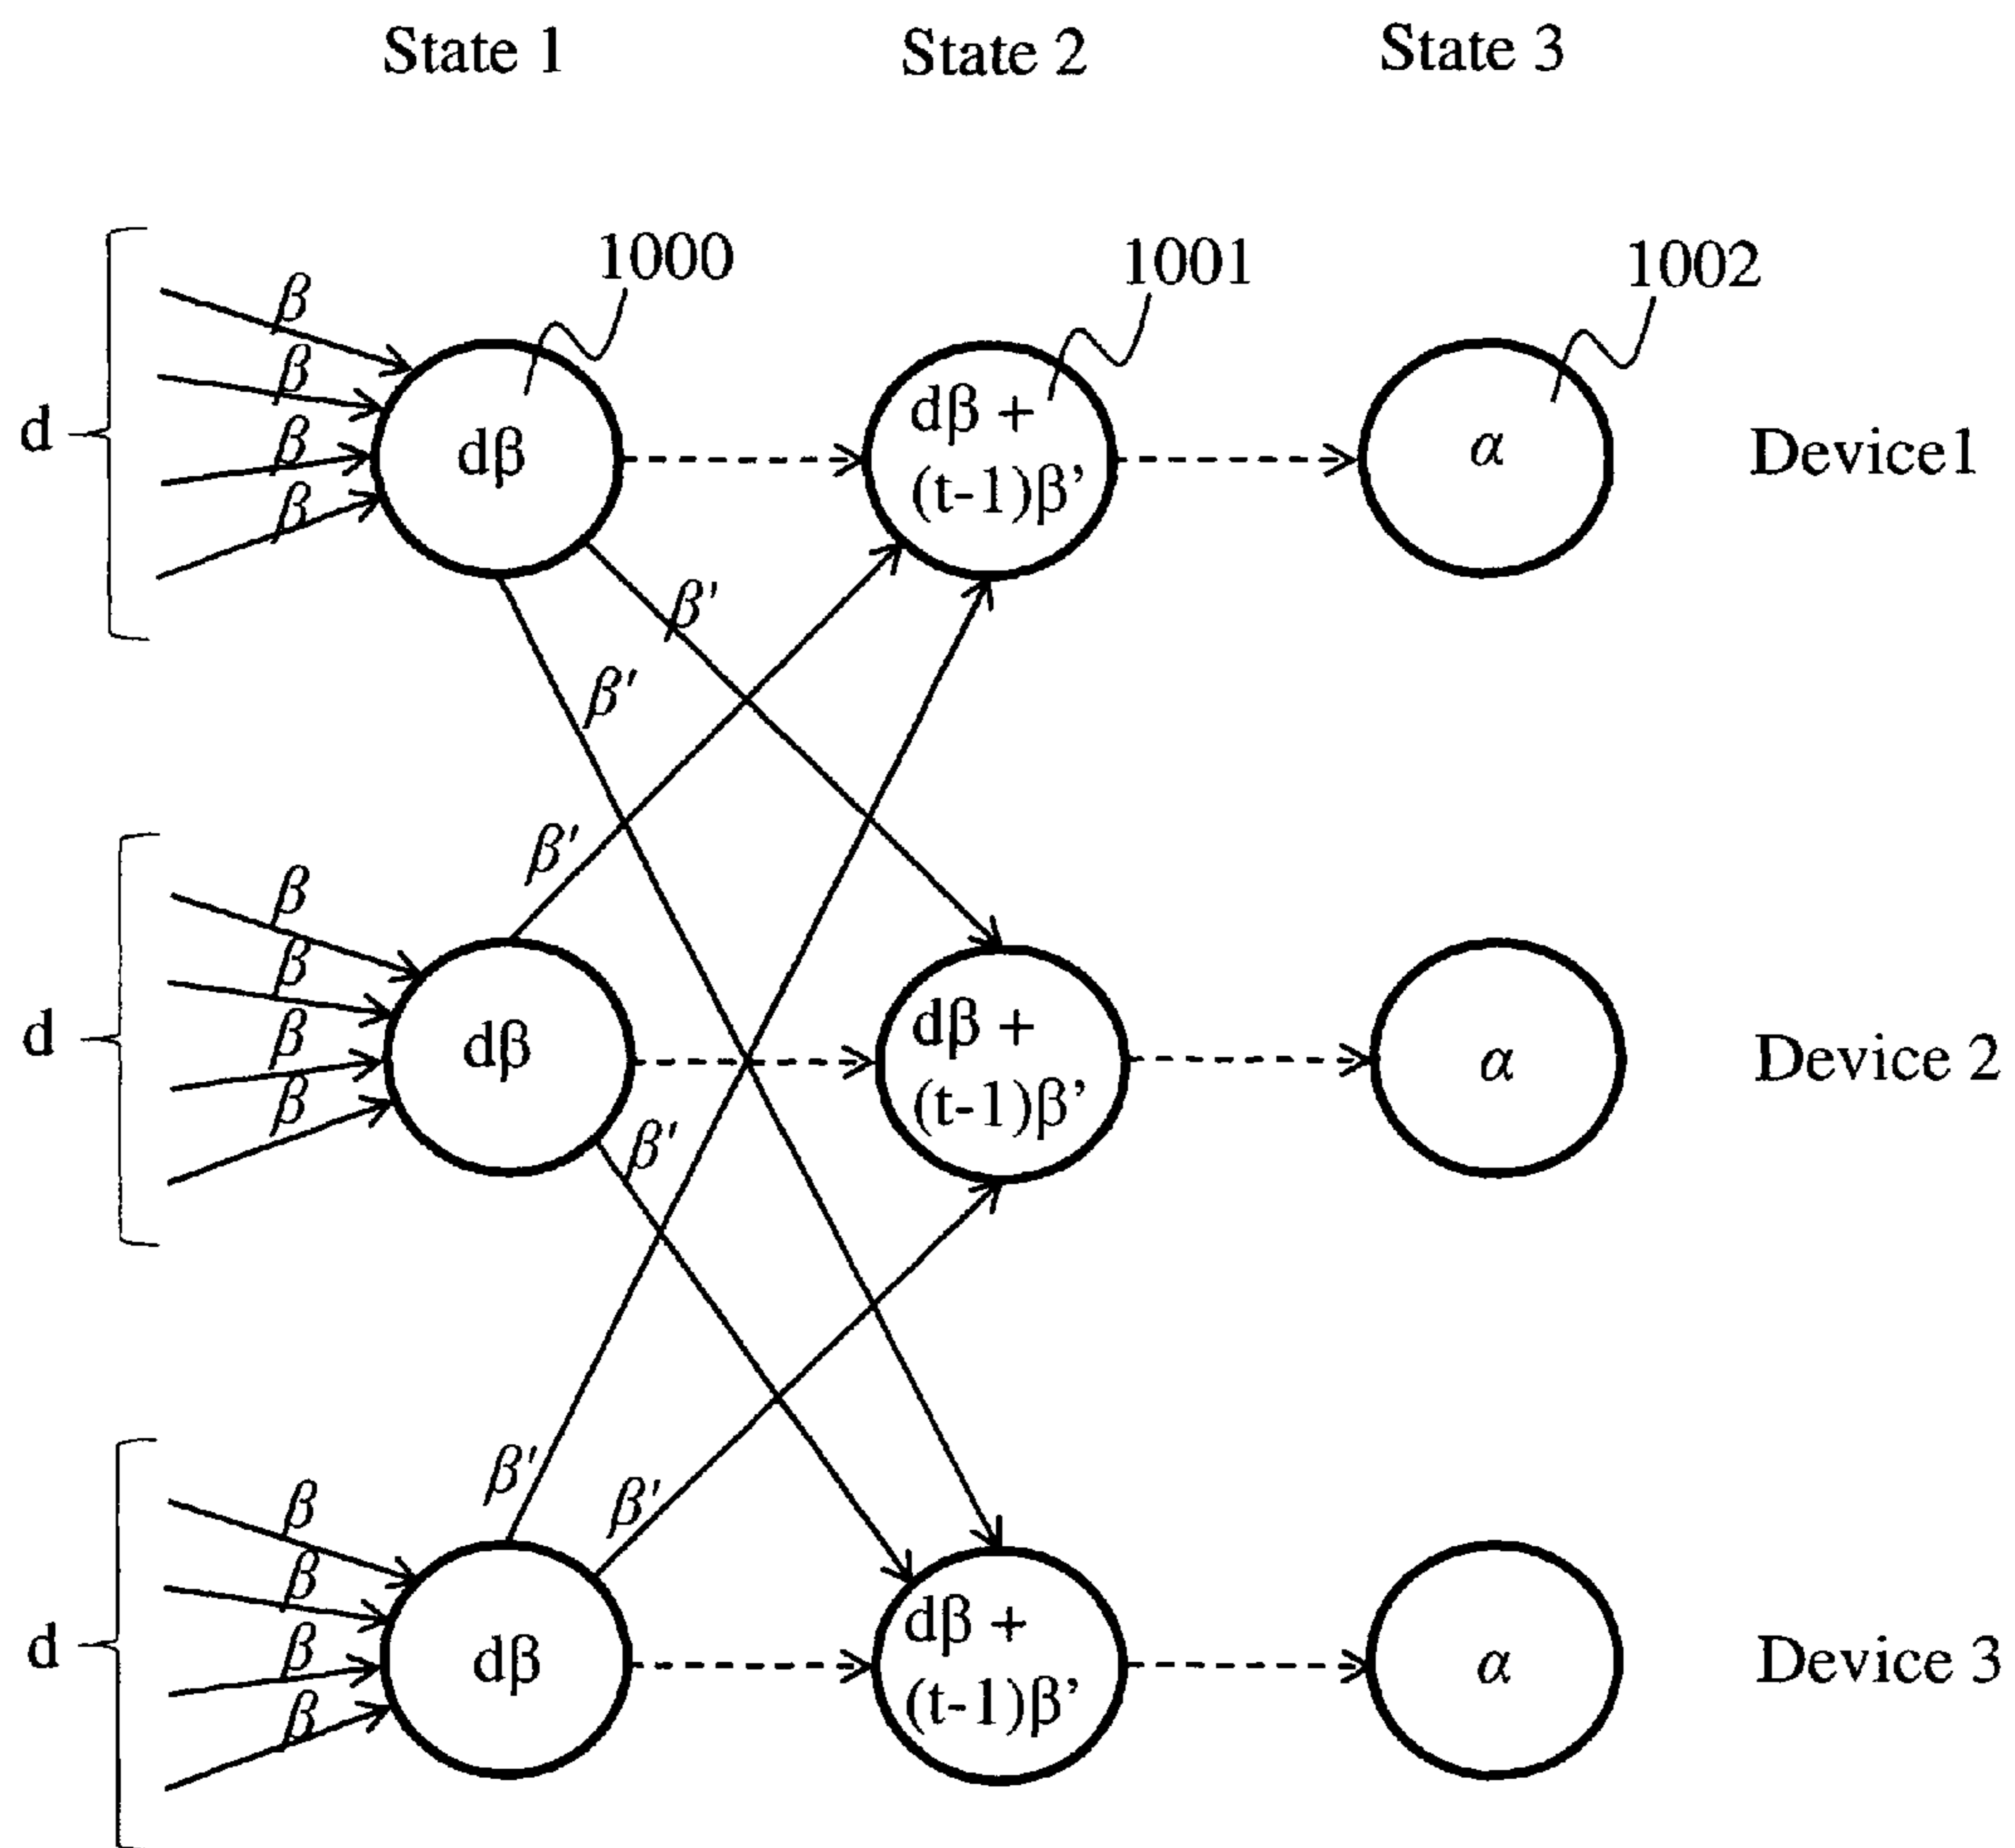 State 1 State 2 State 3
1000 1001 1002
β
β
β
β
d
dβ
dβ +
(t-1)β’
α
Device1
β'
β'
β'
β
β
β
β
d
dβ
dβ +
(t-1)β’
α
Device 2
β'
β'
β'
β
β
β
β
d
dβ
dβ +
(t-1)β’
α
Device 3